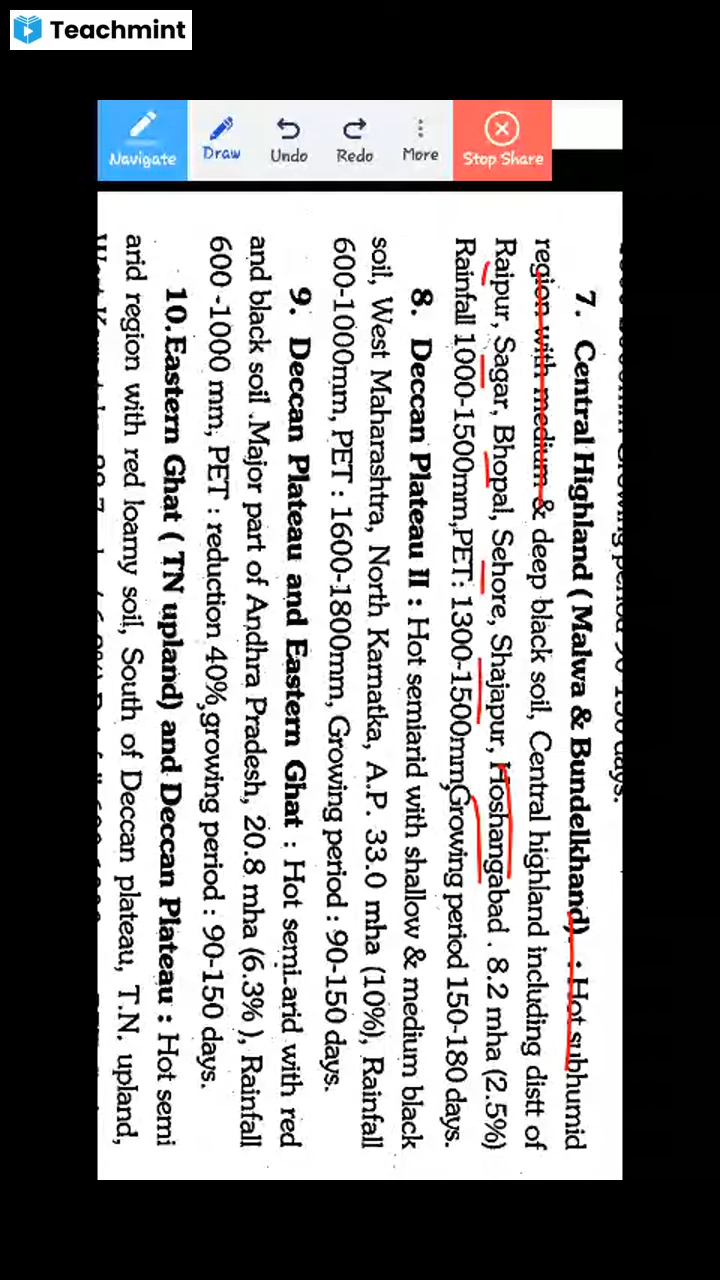 Teachmint
Navigate
Draw
Undo
Redo
More
Stop Share
7. Central Highland ( Malwa & Bundelkhand). : Hot subhumid
region with medium & deep black soil, Central highland including distt of
Raipur, Sagar, Bhopal, Sehore, Shajapur, Hoshangabad . 8.2 mha (2.5%)
Rainfall 1000-1500mm,PET: 1300-1500mm,Growing period 150-180 days.
8. Deccan Plateau II : Hot semiarid with shallow & medium black
soil, West Maharashtra, North Karnatka, A.P. 33.0 mha (10%), Rainfall
600-1000mm, PET : 1600-1800mm, Growing period : 90-150 days.
9. Deccan Plateau and Eastern Ghat : Hot semi-arid with red
and black soil .Major part of Andhra Pradesh, 20.8 mha (6.3% ), Rainfall
600 -1000 mm, PET : reduction 40%,growing period : 90-150 days.
10.Eastern Ghat ( TN upland) and Deccan Plateau : Hot semi
arid region with red loamy soil, South of Deccan plateau, T.N. upland,